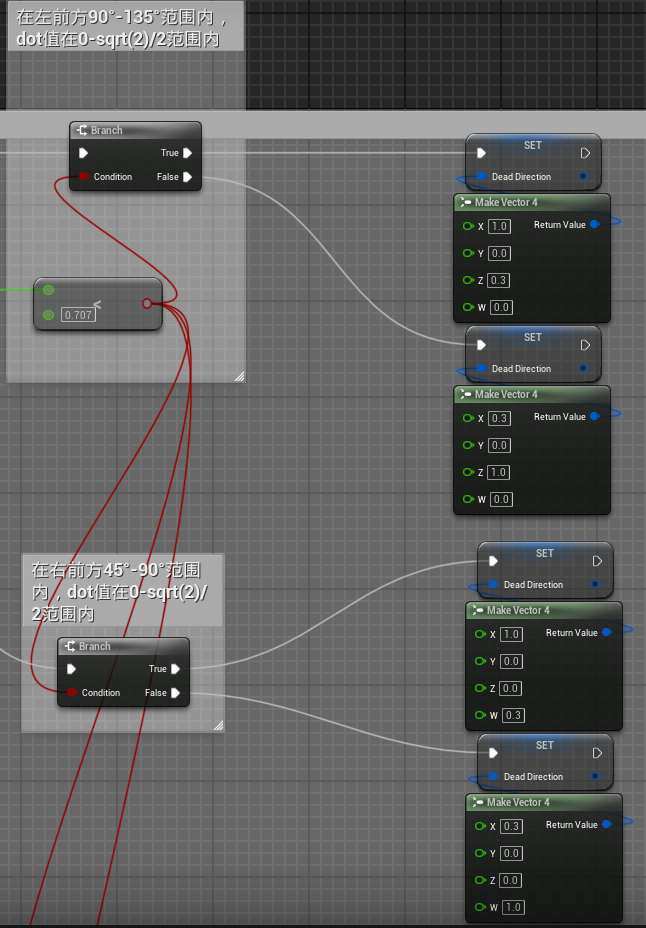 在左前方90°-135°范围内，
dot值在0-sqrt(2)/2范围内
Branch
True
Condition
False
<
0.707
SET
Dead Direction
Make Vector 4
X 1.0
Return Value
Y 0.0
Z 0.3
W 0.0
SET
Dead Direction
Make Vector 4
X 0.3
Return Value
Y 0.0
Z 1.0
W 0.0
在右前方45°-90°范围
内，dot值在0-sqrt(2)/
2范围内
Branch
True
Condition
False
SET
Dead Direction
Make Vector 4
X 1.0
Return Value
Y 0.0
Z 0.0
W 0.3
SET
Dead Direction
Make Vector 4
X 0.3
Return Value
Y 0.0
Z 0.0
W 1.0